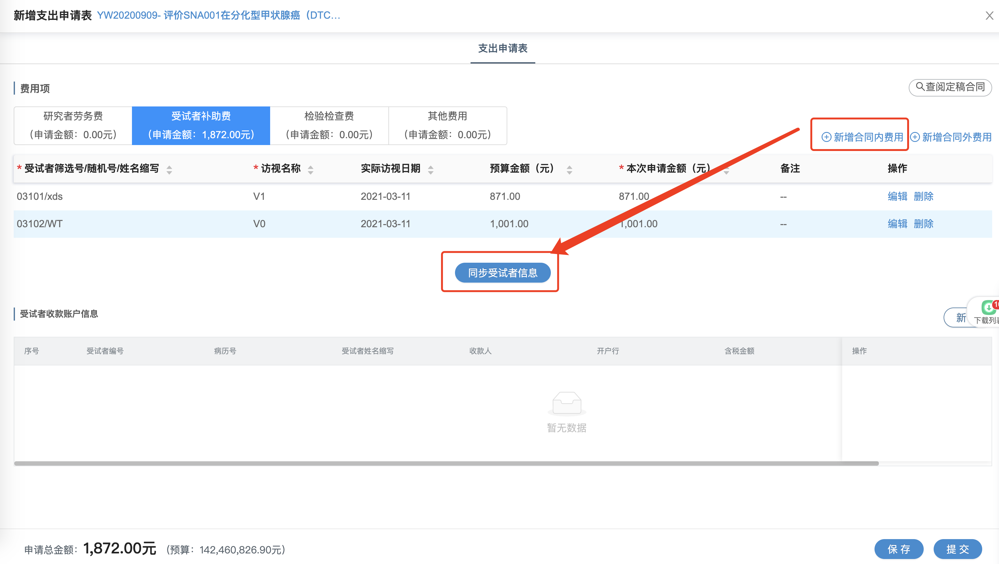 新增支出申请表 YW20200909- 评价SNA001在分化型甲状腺癌（DTC...
X
支出申请表
费用项
查阅定稿合同
研究者劳务费 受试者补助费 检验检查费 其他费用
（申请金额：0.00元） （申请金额：1,872.00元） （申请金额：0.00元） （申请金额：0.00元）
新增合同内费用 新增合同外费用
* 受试者筛选号/随机号/姓名缩写 * 访视名称 实际访视日期 预算金额（元） * 本次申请金额（元） 备注 操作
03101/xds V1 2021-03-11 871.00 871.00 -- 编辑 删除
03102/WT V0 2021-03-11 1,001.00 1,001.00 -- 编辑 删除
同步受试者信息
受试者收款账户信息
新
下载列表
序号 受试者编号 病历号 受试者姓名缩写 收款人 开户行 含税金额 操作
暂无数据
申请总金额：1,872.00元 （预算：142,460,826.90元）
保 存 提 交